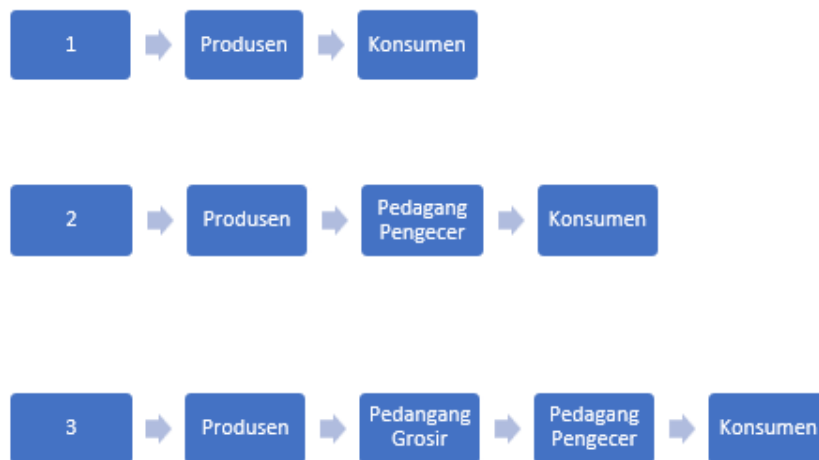 1
Produsen
Konsumen
2
Produsen
Pedagang
Pengecer
Konsumen
3
Produsen
Pedangang
Grosir
Pedagang
Pengecer
Konsumen